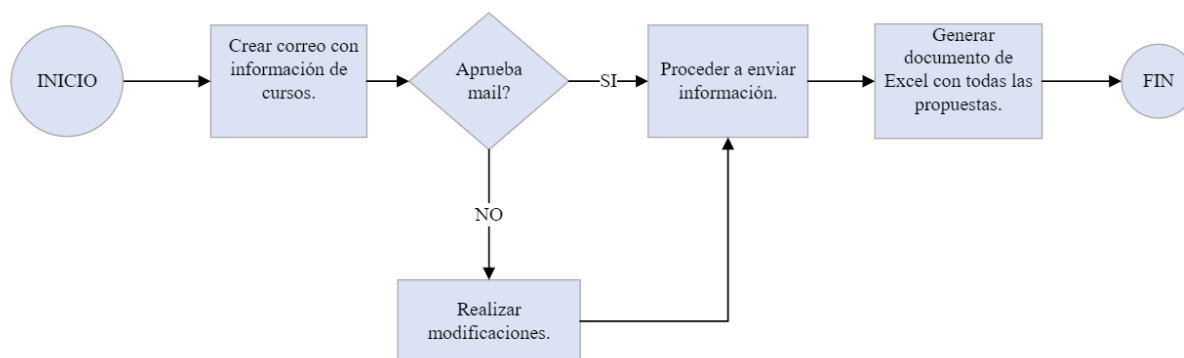 INICIO
Crear correo con
información de
cursos.
Aprueba
mail?
SI
Proceder a enviar
información.
Generar
documento de
Excel con todas las
propuestas.
FIN
NO
Realizar
modificaciones.